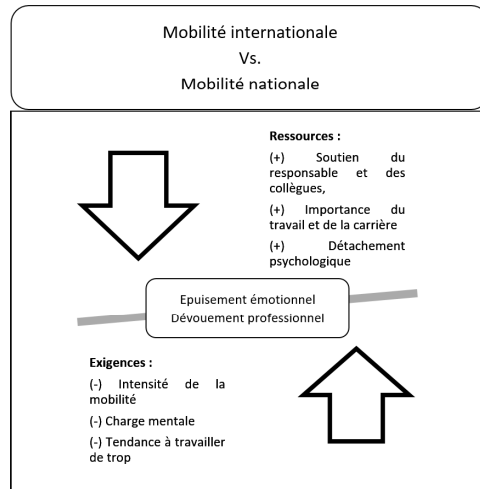 Mobilité internationale
Vs.
Mobilité nationale
Ressources :
(+) Soutien du
responsable et des
collègues,
(+) Importance du
travail et de la carrière
(+) Détachement
psychologique
Epuisement émotionnel
Dévouement professionnel
Exigences :
(-) Intensité de la
mobilité
(-) Charge mentale
(-) Tendance à travailler
de trop